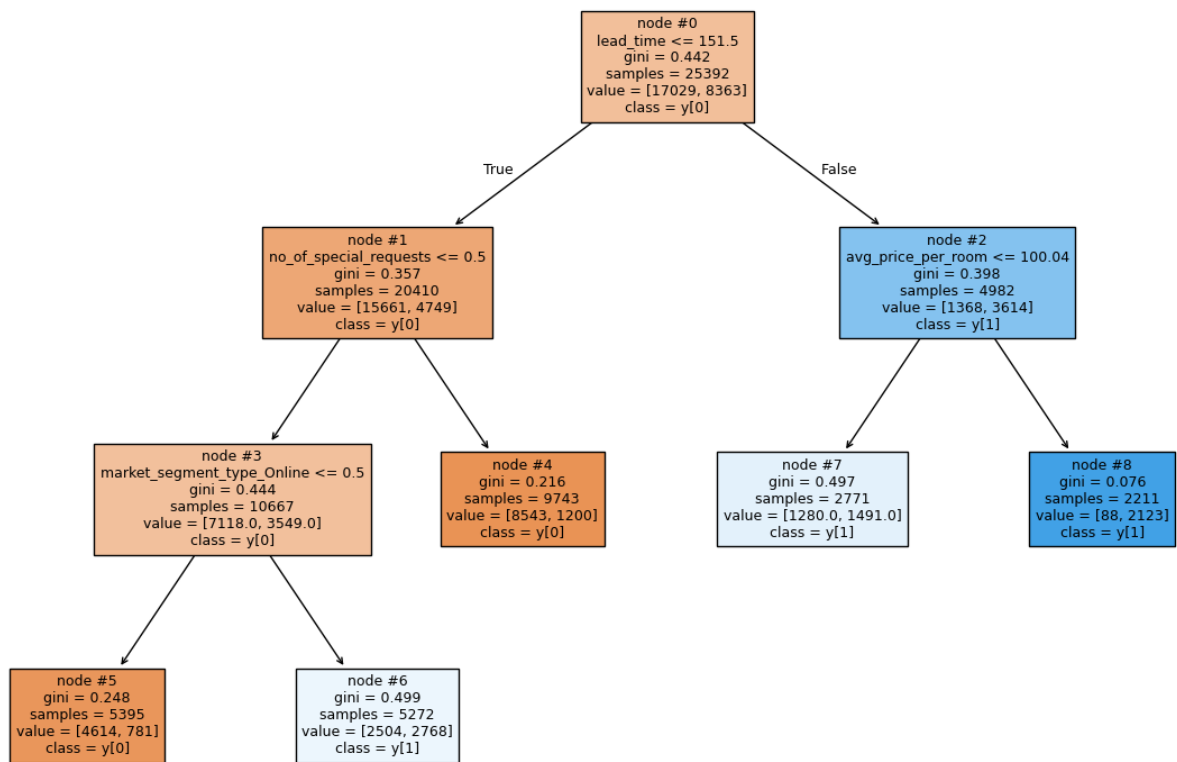 node #0
lead_time <= 151.5
gini = 0.442
samples = 25392
value = [17029, 8363]
class = y[0]
True
False
node #1
no_of_special_requests <= 0.5
gini = 0.357
samples = 20410
value = [15661, 4749]
class = y[0]
node #2
avg_price_per_room <= 100.04
gini = 0.398
samples = 4982
value = [1368, 3614]
class = y[1]
node #3
market_segment_type_Online <= 0.5
gini = 0.444
samples = 10667
value = [7118.0, 3549.0]
class = y[0]
node #4
gini = 0.216
samples = 9743
value = [8543, 1200]
class = y[0]
node #7
gini = 0.497
samples = 2771
value = [1280.0, 1491.0]
class = y[1]
node #8
gini = 0.076
samples = 2211
value = [88, 2123]
class = y[1]
node #5
gini = 0.248
samples = 5395
value = [4614, 781]
class = y[0]
node #6
gini = 0.499
samples = 5272
value = [2504, 2768]
class = y[1]